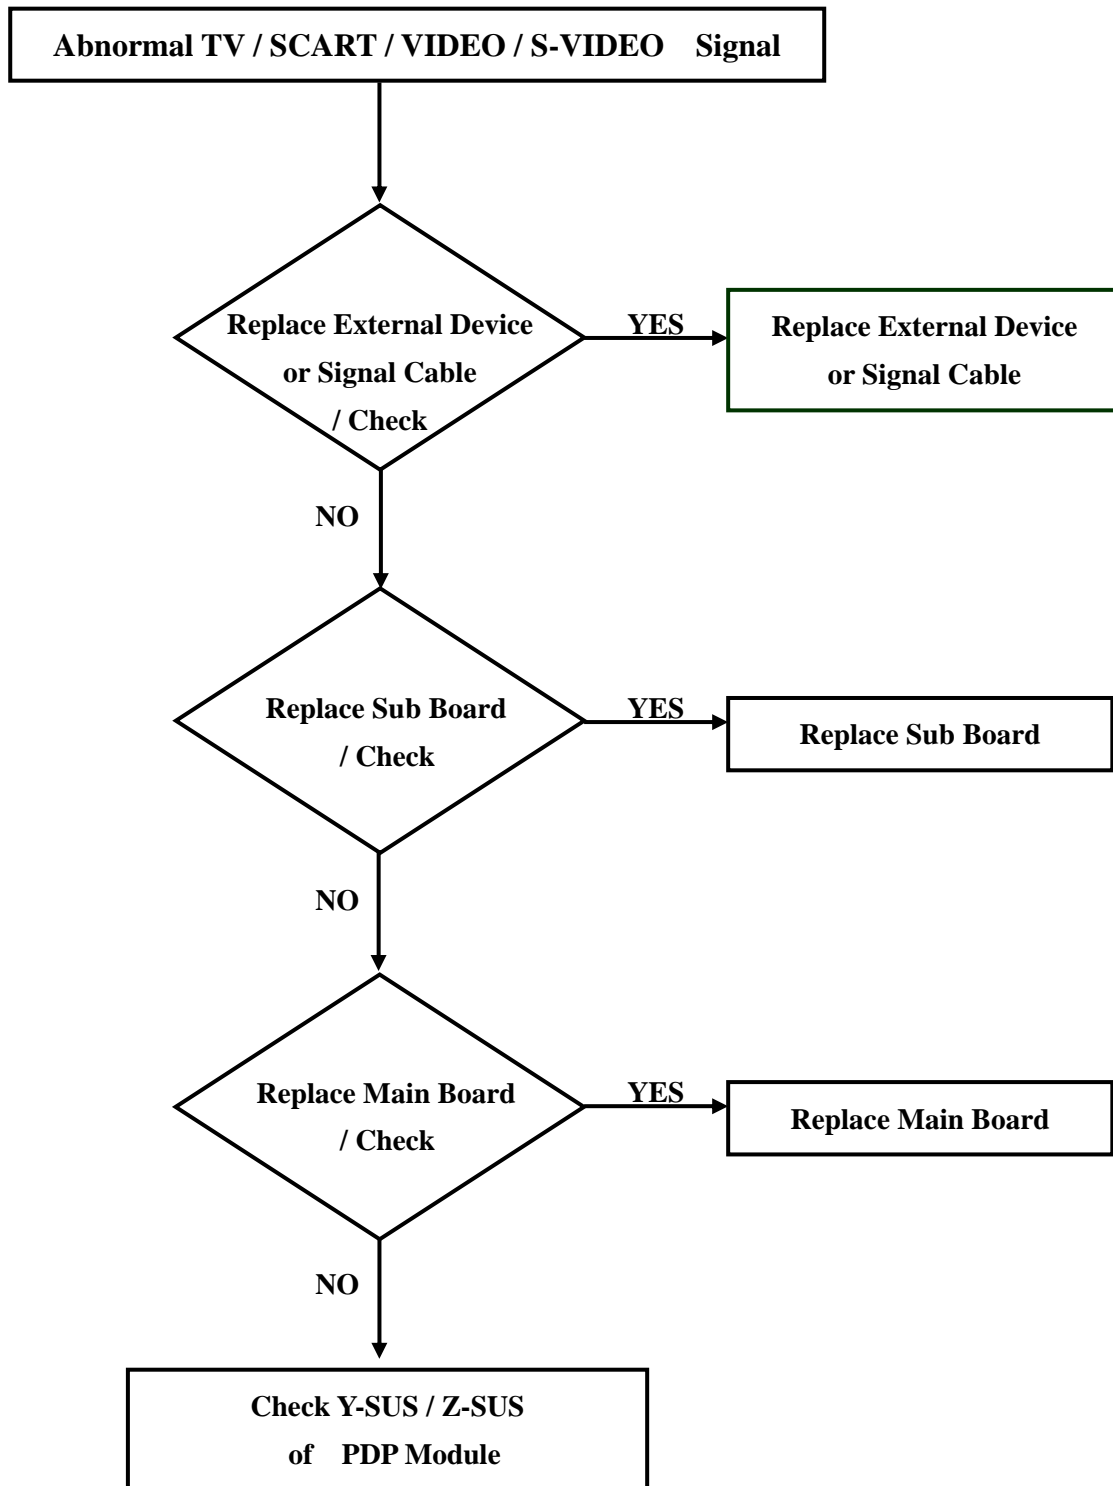 Abnormal TV / SCART / VIDEO / S-VIDEO Signal
Replace External Device
or Signal Cable
/ Check
YES
Replace External Device
or Signal Cable
NO
Replace Sub Board
/ Check
YES
Replace Sub Board
NO
Replace Main Board
/ Check
YES
Replace Main Board
NO
Check Y-SUS / Z-SUS
of PDP Module